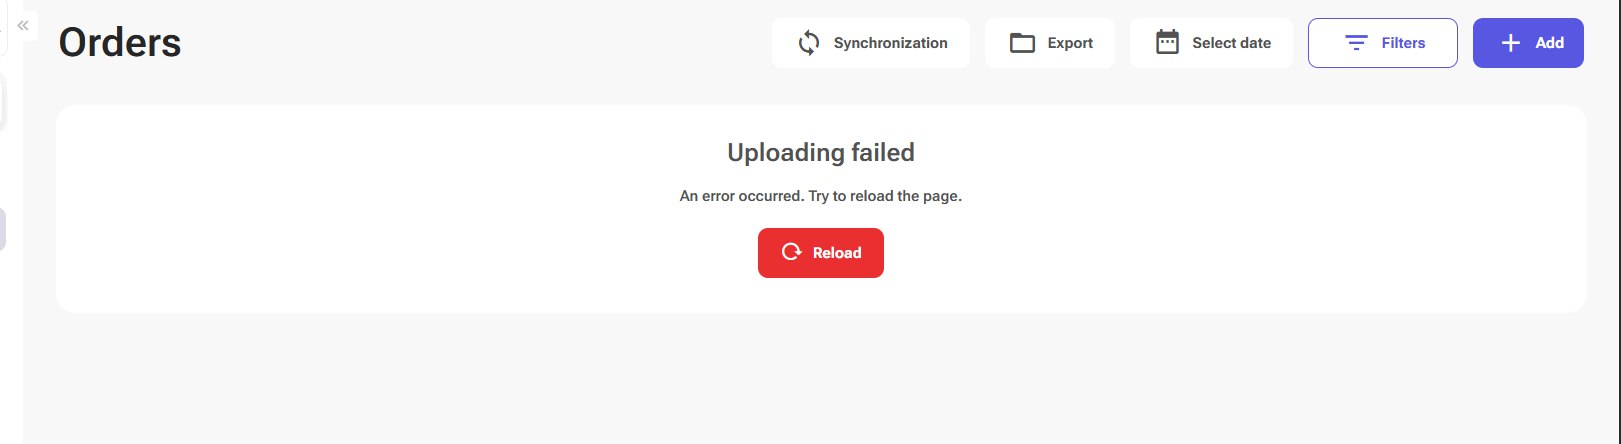 Orders
Synchronization
Export
Select date
Filters
Add
Uploading failed
An error occurred. Try to reload the page.
Reload